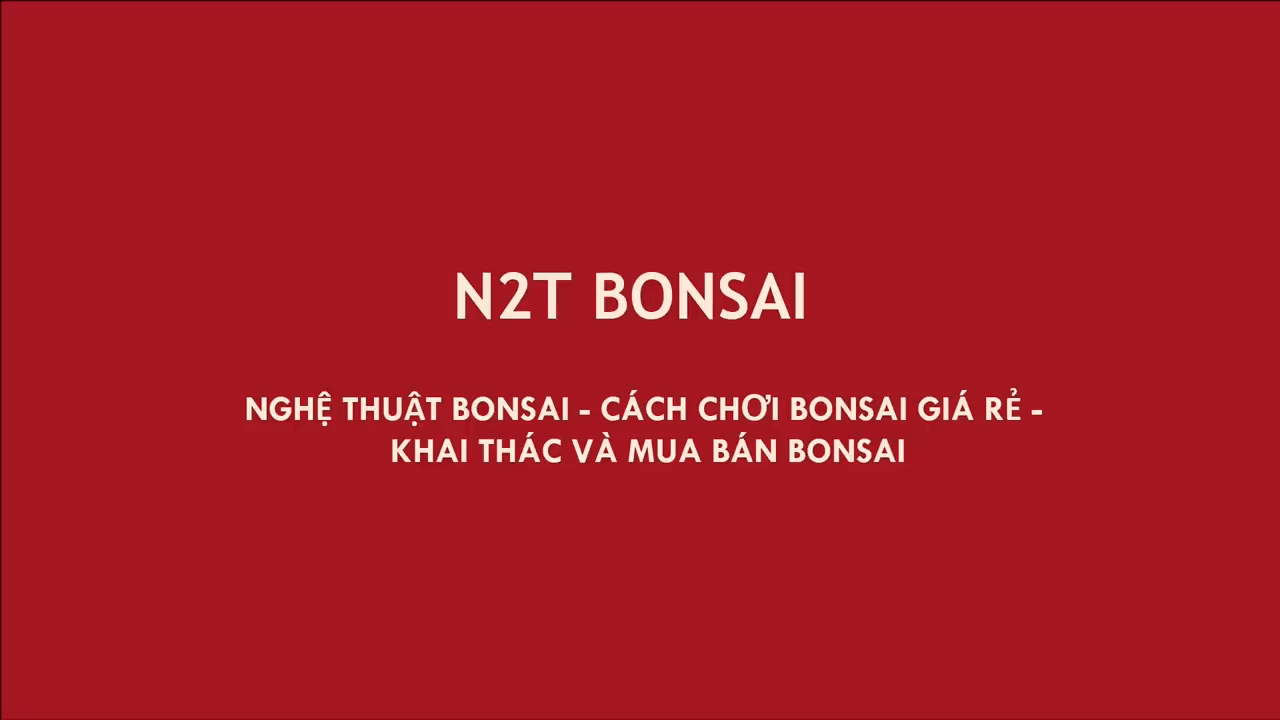 N2T BONSAI
NGHỆ THUẬT BONSAI - CÁCH CHƠI BONSAI GIÁ RẺ -
KHAI THÁC VÀ MUA BÁN BONSAI